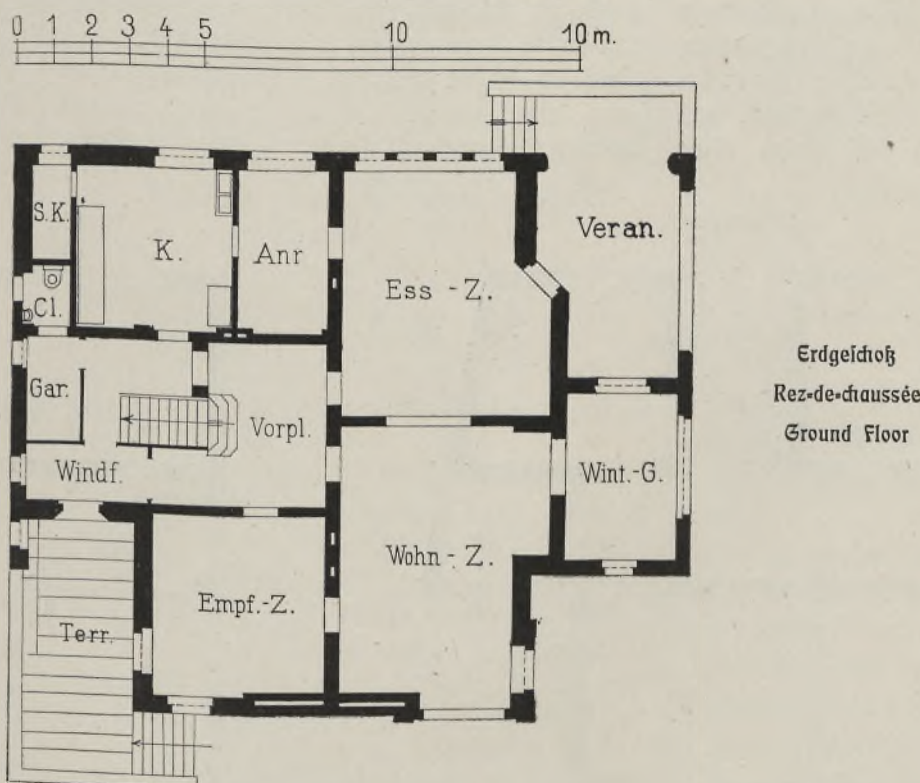 0 1 2 3 4 5 10 10 m.
S.K.
K.
Anr
Veran.
Ess - Z.
Cl.
Gar.
Vorpl.
Windf.
Wint.-G.
Wohn - Z.
Empf.-Z.
Terr.
Erdgeschoß
Rez-de-chaussée
Ground Floor